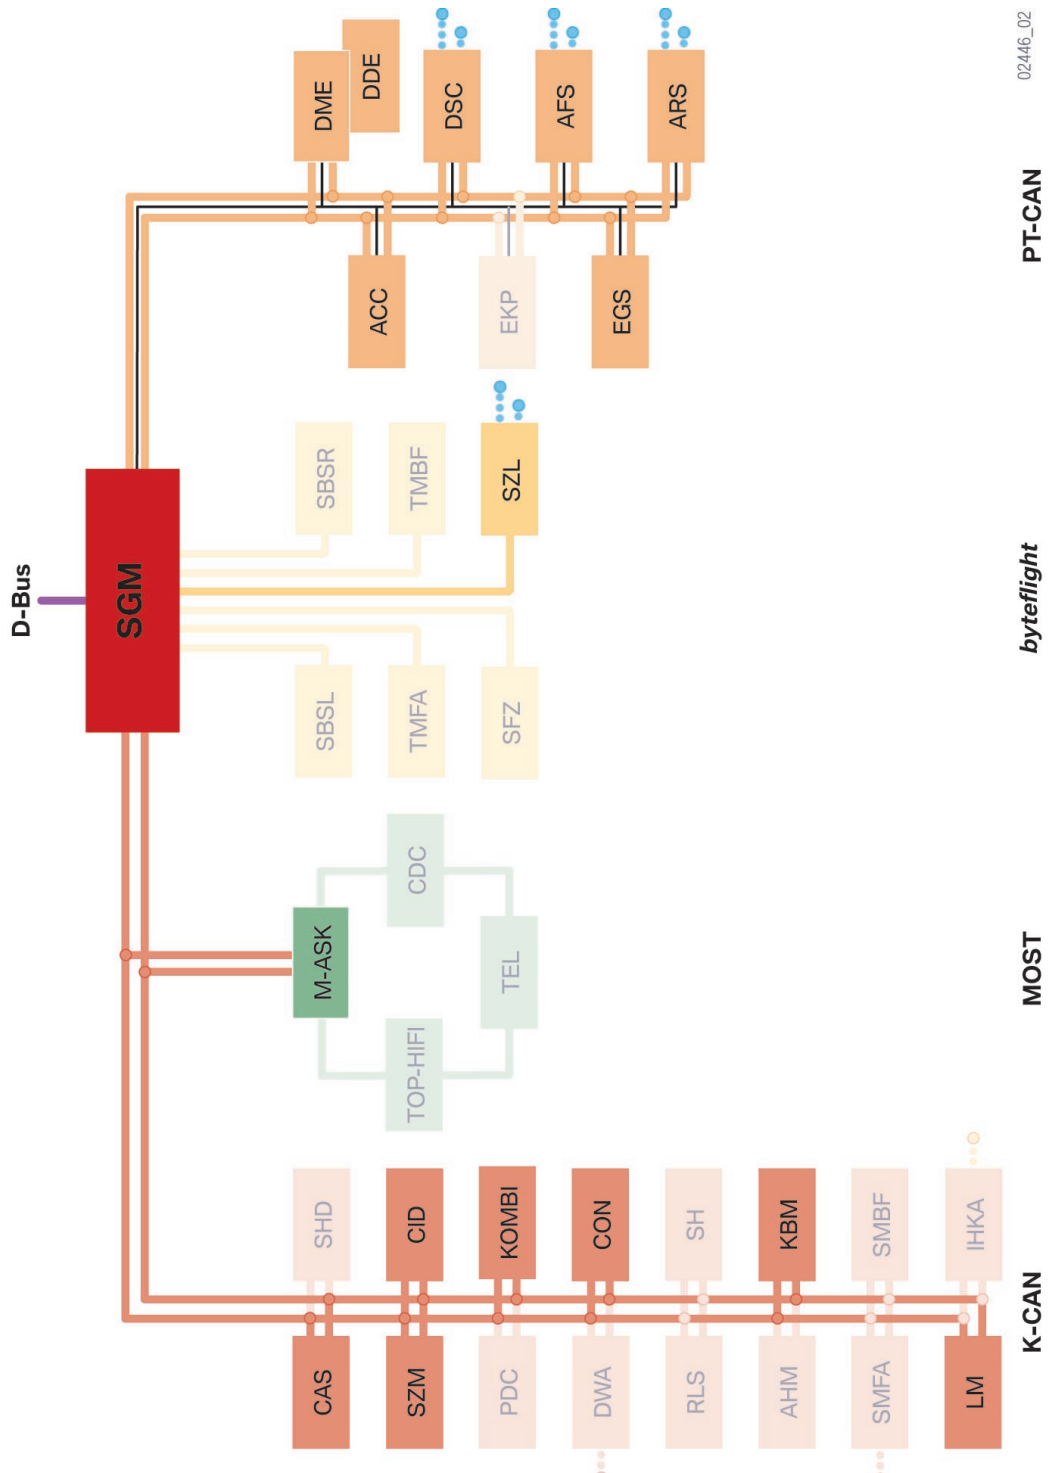 D-Bus
SGM
CAS
SHD
M-ASK
SBSL
SBSR
DME
DDE
ACC
SZM
CID
TOP-HIFI
CDC
TMFA
TMBF
DSC
PDC
KOMBI
TEL
SFZ
SZL
EKP
AFS
DWA
CON
EGS
ARS
RLS
SH
AHM
KBM
SMFA
SMBF
LM
IHKA
K-CAN
MOST
byteflight
PT-CAN
02446_02